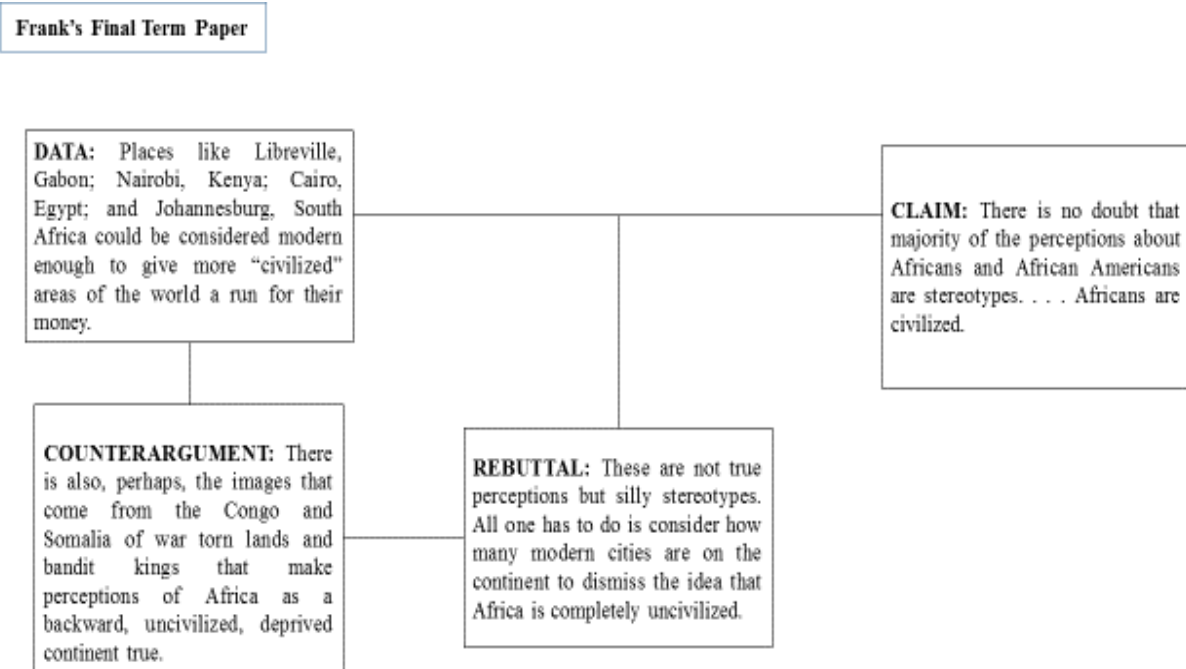 Frank's Final Term Paper
DATA: Places like Libreville,
Gabon; Nairobi, Kenya; Cairo,
Egypt; and Johannesburg, South
Africa could be considered modern
enough to give more “civilized”
areas of the world a run for their
money.
CLAIM: There is no doubt that
majority of the perceptions about
Africans and African Americans
are stereotypes. . . . Africans are
civilized.
COUNTERARGUMENT: There
is also, perhaps, the images that
come from the Congo and
Somalia of war torn lands and
bandit kings that make
perceptions of Africa as a
backward, uncivilized, deprived
continent true.
REBUTTAL: These are not true
perceptions but silly stereotypes.
All one has to do is consider how
many modern cities are on the
continent to dismiss the idea that
Africa is completely uncivilized.